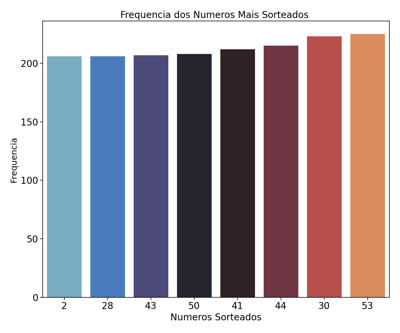 Frequencia dos Numeros Mais Sorteados
200
150
100
50
0
Frequencia
2 28 43 50 41 44 30 53
Numeros Sorteados